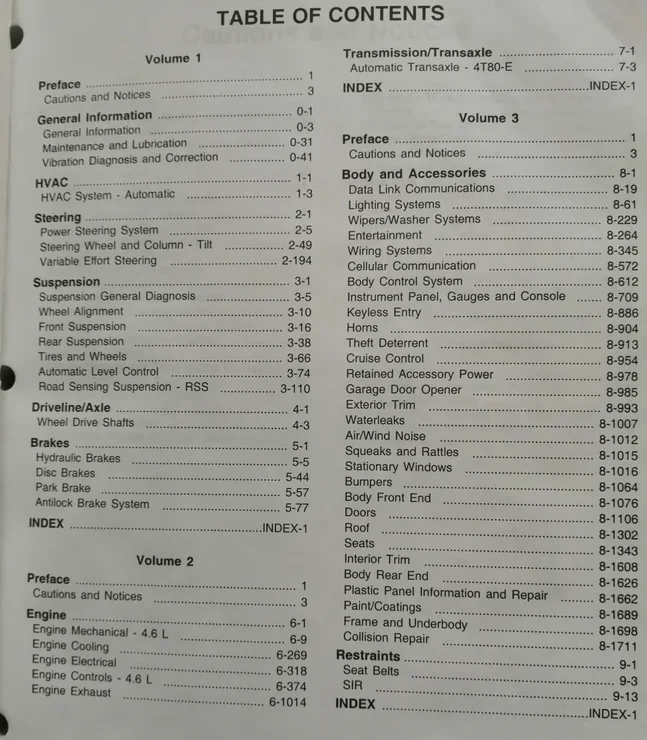 TABLE OF CONTENTS
Volume 1
Preface 1
Cautions and Notices 3
General Information 0-1
General Information 0-3
Maintenance and Lubrication 0-31
Vibration Diagnosis and Correction 0-41
HVAC 1-1
HVAC System - Automatic 1-3
Steering 2-1
Power Steering System 2-5
Steering Wheel and Column - Tilt 2-49
Variable Effort Steering 2-194
Suspension 3-1
Suspension General Diagnosis 3-5
Wheel Alignment 3-10
Front Suspension 3-16
Rear Suspension 3-38
Tires and Wheels 3-66
Automatic Level Control 3-74
Road Sensing Suspension - RSS 3-110
Driveline/Axle 4-1
Wheel Drive Shafts 4-3
Brakes 5-1
Hydraulic Brakes 5-5
Disc Brakes 5-44
Park Brake 5-57
Antilock Brake System 5-77
INDEX INDEX-1
Volume 2
Preface 1
Cautions and Notices 3
Engine 6-1
Engine Mechanical - 4.6 L 6-9
Engine Cooling 6-269
Engine Electrical 6-318
Engine Controls - 4.6 L 6-374
Engine Exhaust 6-1014
Transmission/Transaxle 7-1
Automatic Transaxle - 4T80-E 7-3
INDEX INDEX-1
Volume 3
Preface 1
Cautions and Notices 3
Body and Accessories 8-1
Data Link Communications 8-19
Lighting Systems 8-61
Wipers/Washer Systems 8-229
Entertainment 8-264
Wiring Systems 8-345
Cellular Communication 8-572
Body Control System 8-612
Instrument Panel, Gauges and Console 8-709
Keyless Entry 8-886
Horns 8-904
Theft Deterrent 8-913
Cruise Control 8-954
Retained Accessory Power 8-978
Garage Door Opener 8-985
Exterior Trim 8-993
Waterleaks 8-1007
Air/Wind Noise 8-1012
Squeaks and Rattles 8-1015
Stationary Windows 8-1016
Bumpers 8-1064
Body Front End 8-1076
Doors 8-1106
Roof 8-1302
Seats 8-1343
Interior Trim 8-1608
Body Rear End 8-1626
Plastic Panel Information and Repair 8-1662
Paint/Coatings 8-1689
Frame and Underbody 8-1698
Collision Repair 8-1711
Restraints 9-1
Seat Belts 9-3
SIR 9-13
INDEX INDEX-1